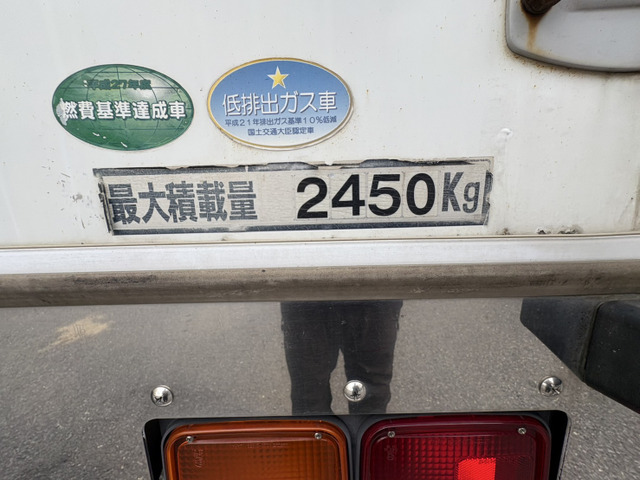 平成27年度
燃費基準達成車
低排出ガス車
平成21年排出ガス基準10%低減
国土交通大臣認定車
最大積載量 2450Kg